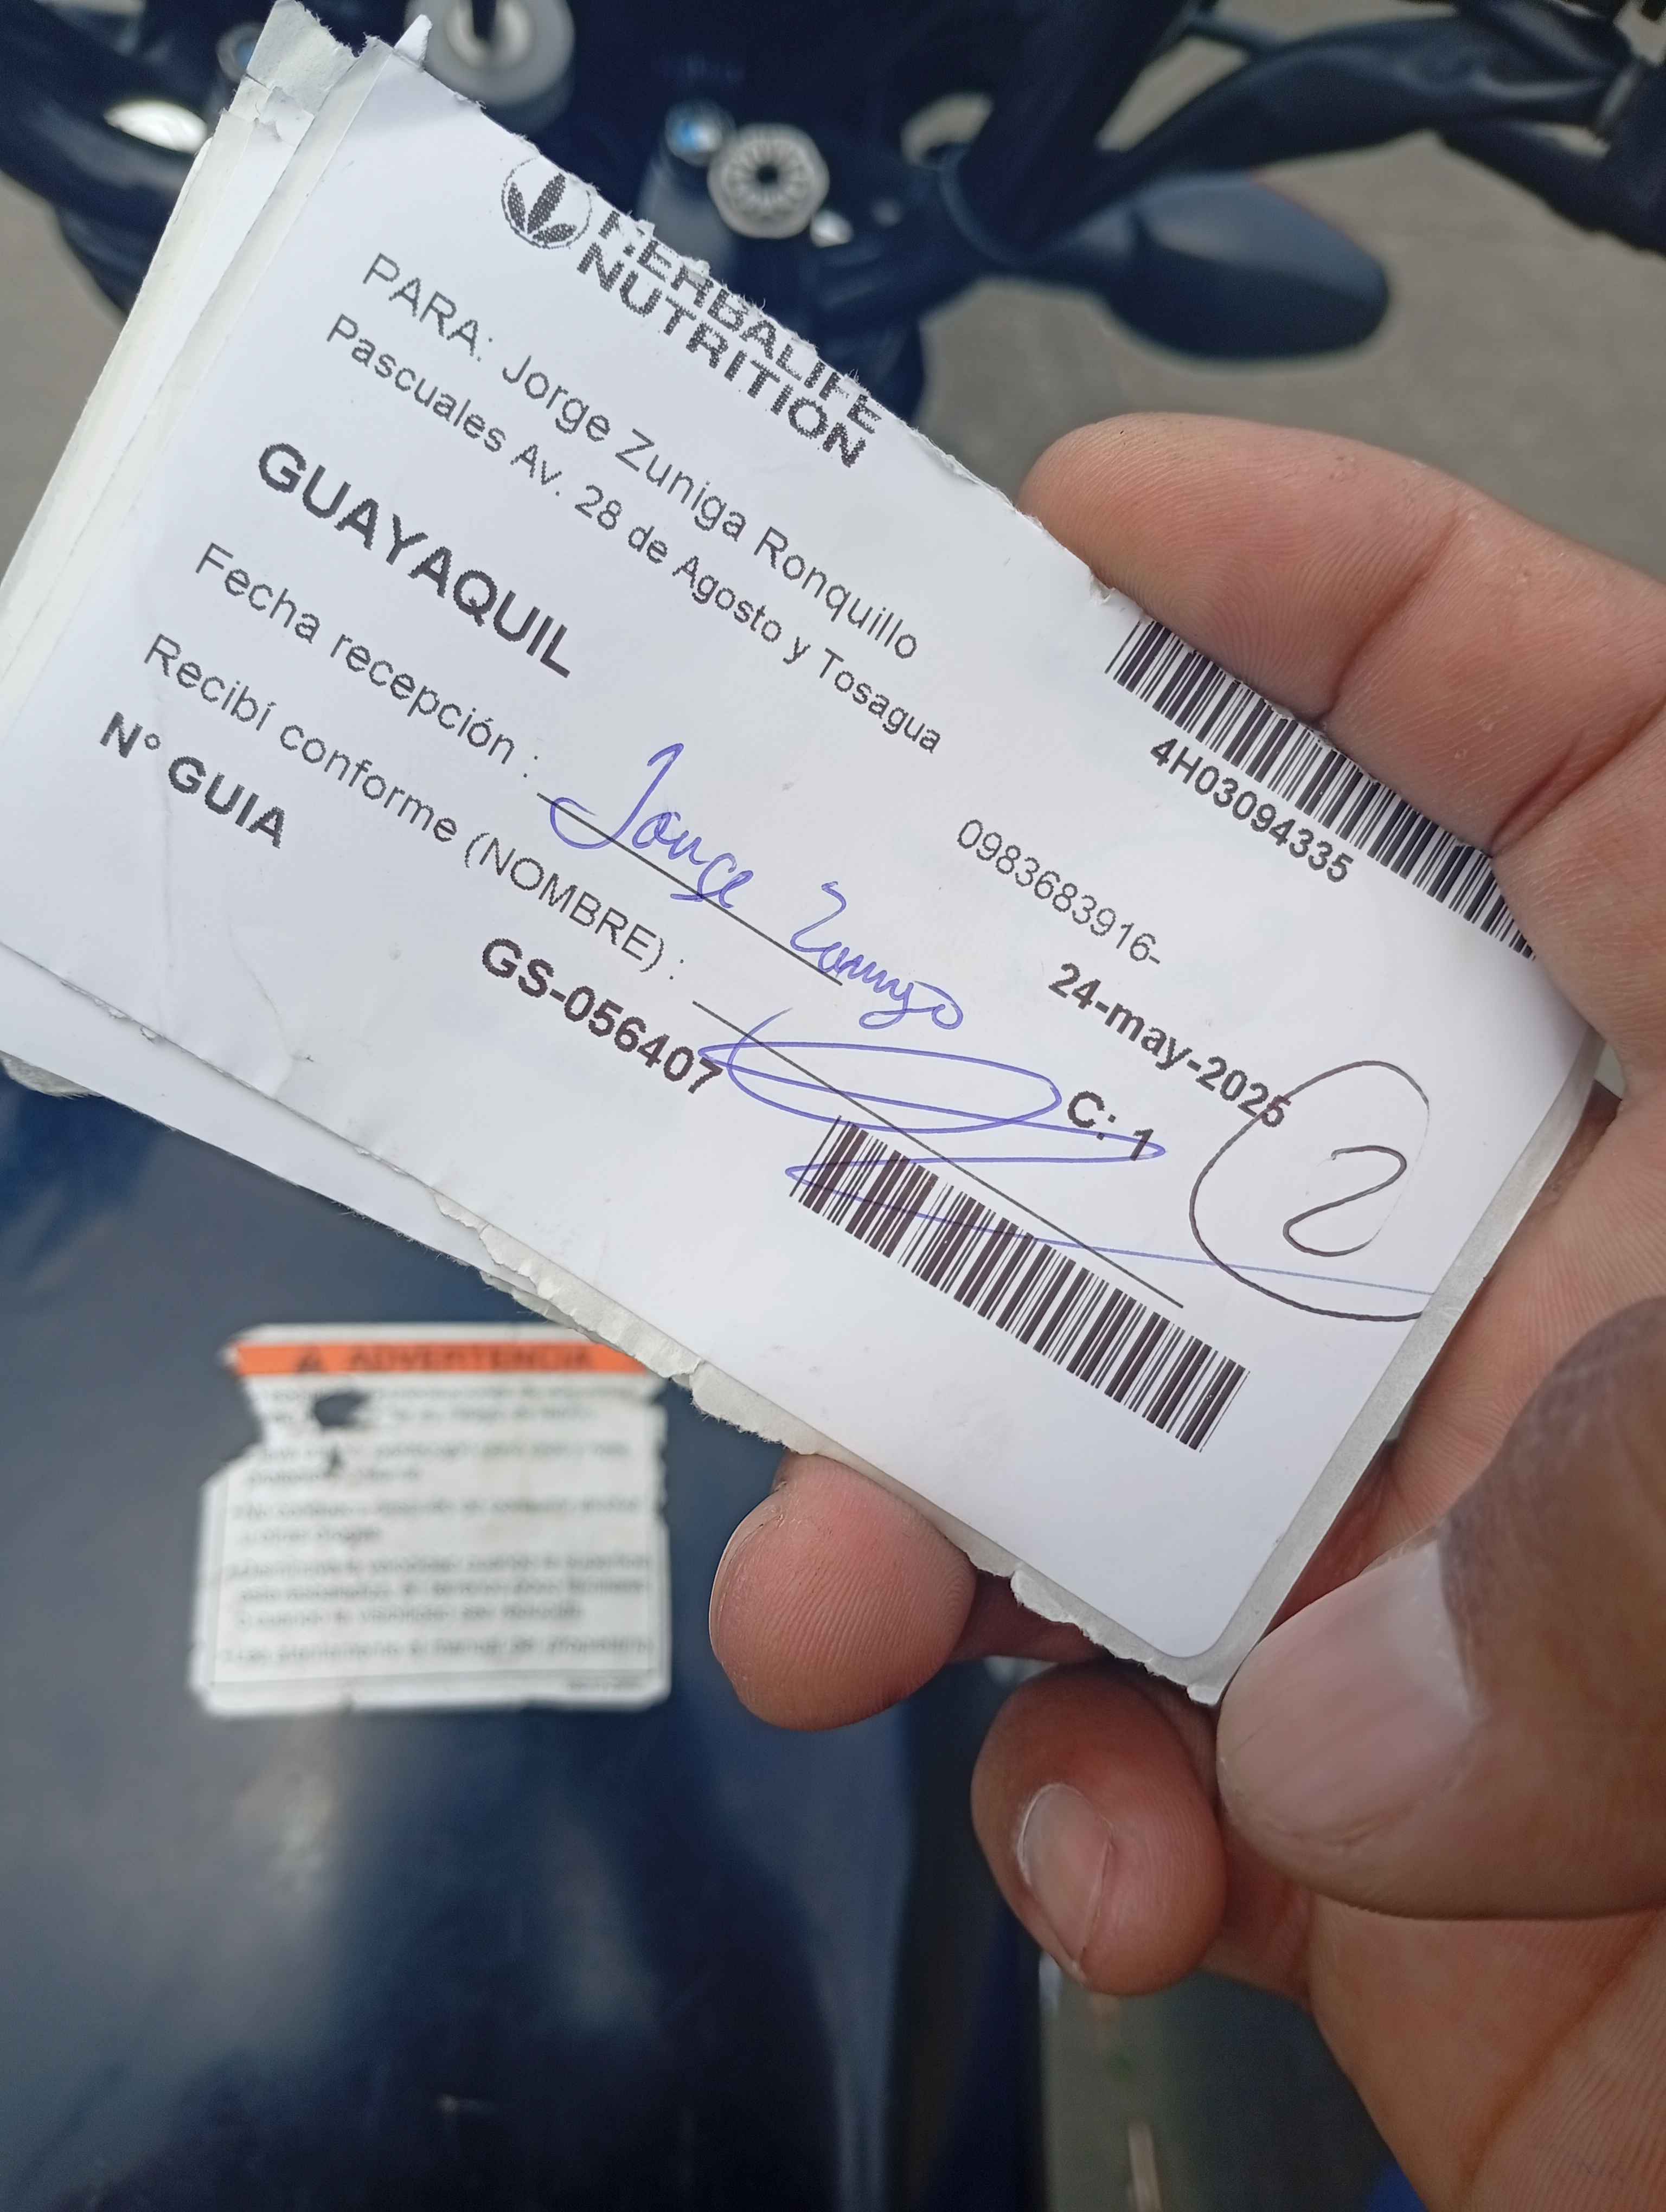 HERBALIFE
NUTRITION
4H03094335
PARA: Jorge Zuniga Ronquillo
Pascuales Av. 28 de Agosto y Tosagua
0983683916-
GUAYAQUIL
24-may-2025
Fecha recepción :
Jorge Zuniga
Recibí conforme (NOMBRE) :
C: 1
2
N° GUIA
GS-056407
ADVERTENCIA